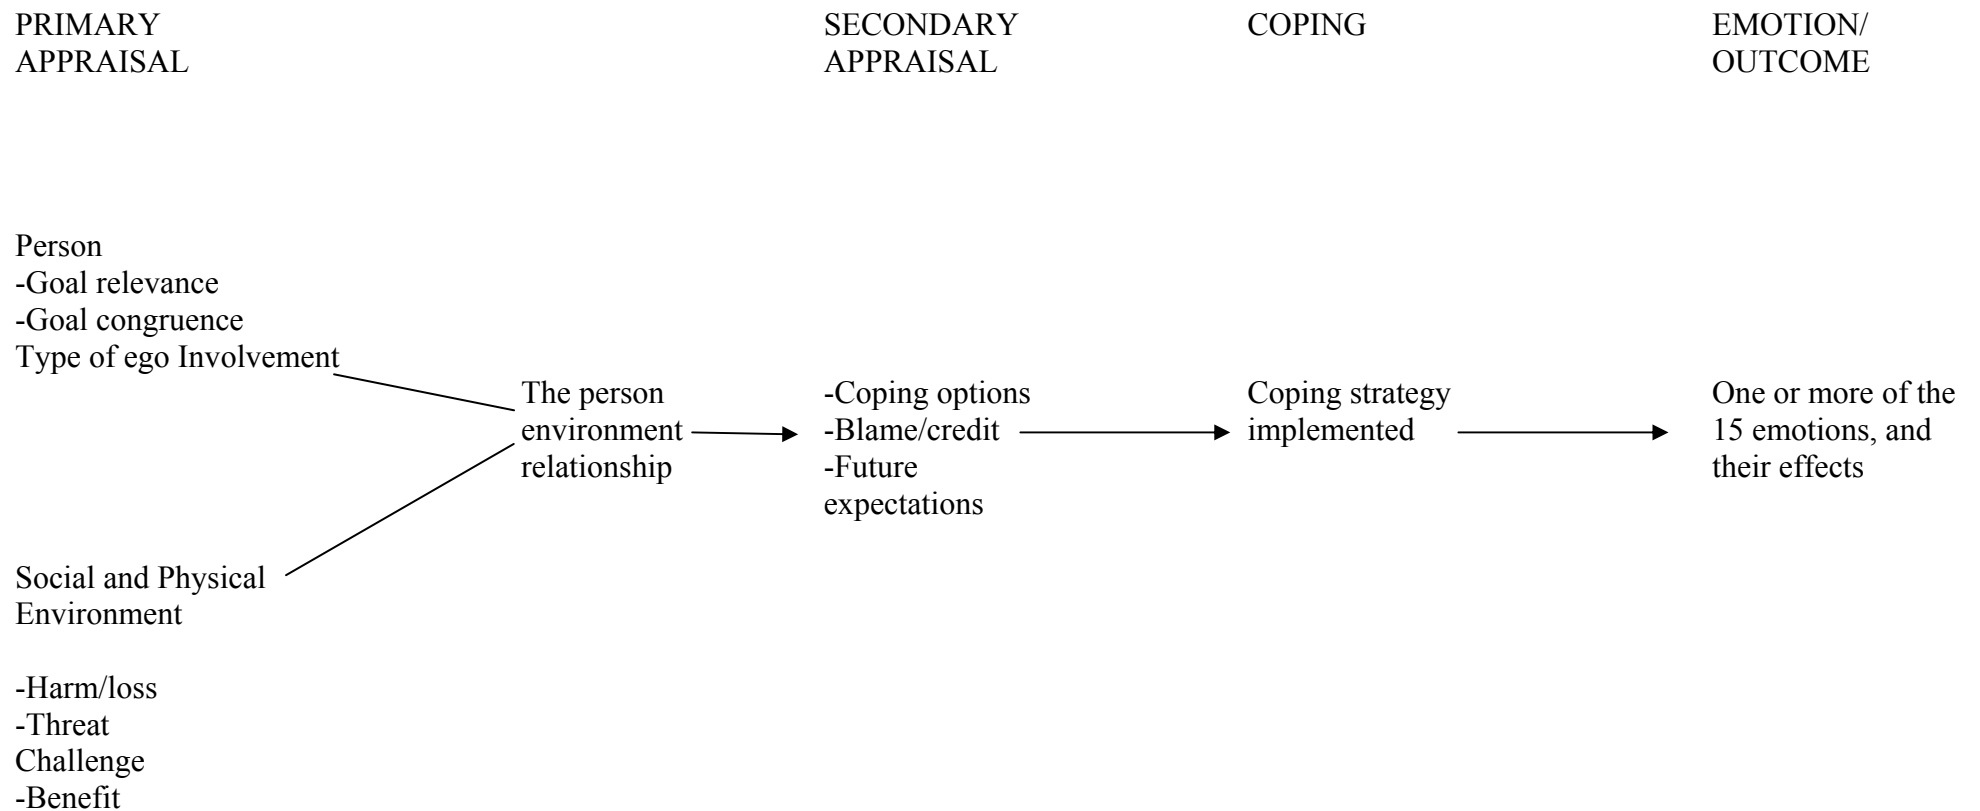 PRIMARY
APPRAISAL
SECONDARY
APPRAISAL
COPING
EMOTION/
OUTCOME
Person
-Goal relevance
-Goal congruence
Type of ego Involvement
The person
environment
relationship
-Coping options
-Blame/credit
-Future
expectations
Coping strategy
implemented
One or more of the
15 emotions, and
their effects
Social and Physical
Environment
-Harm/loss
-Threat
Challenge
-Benefit